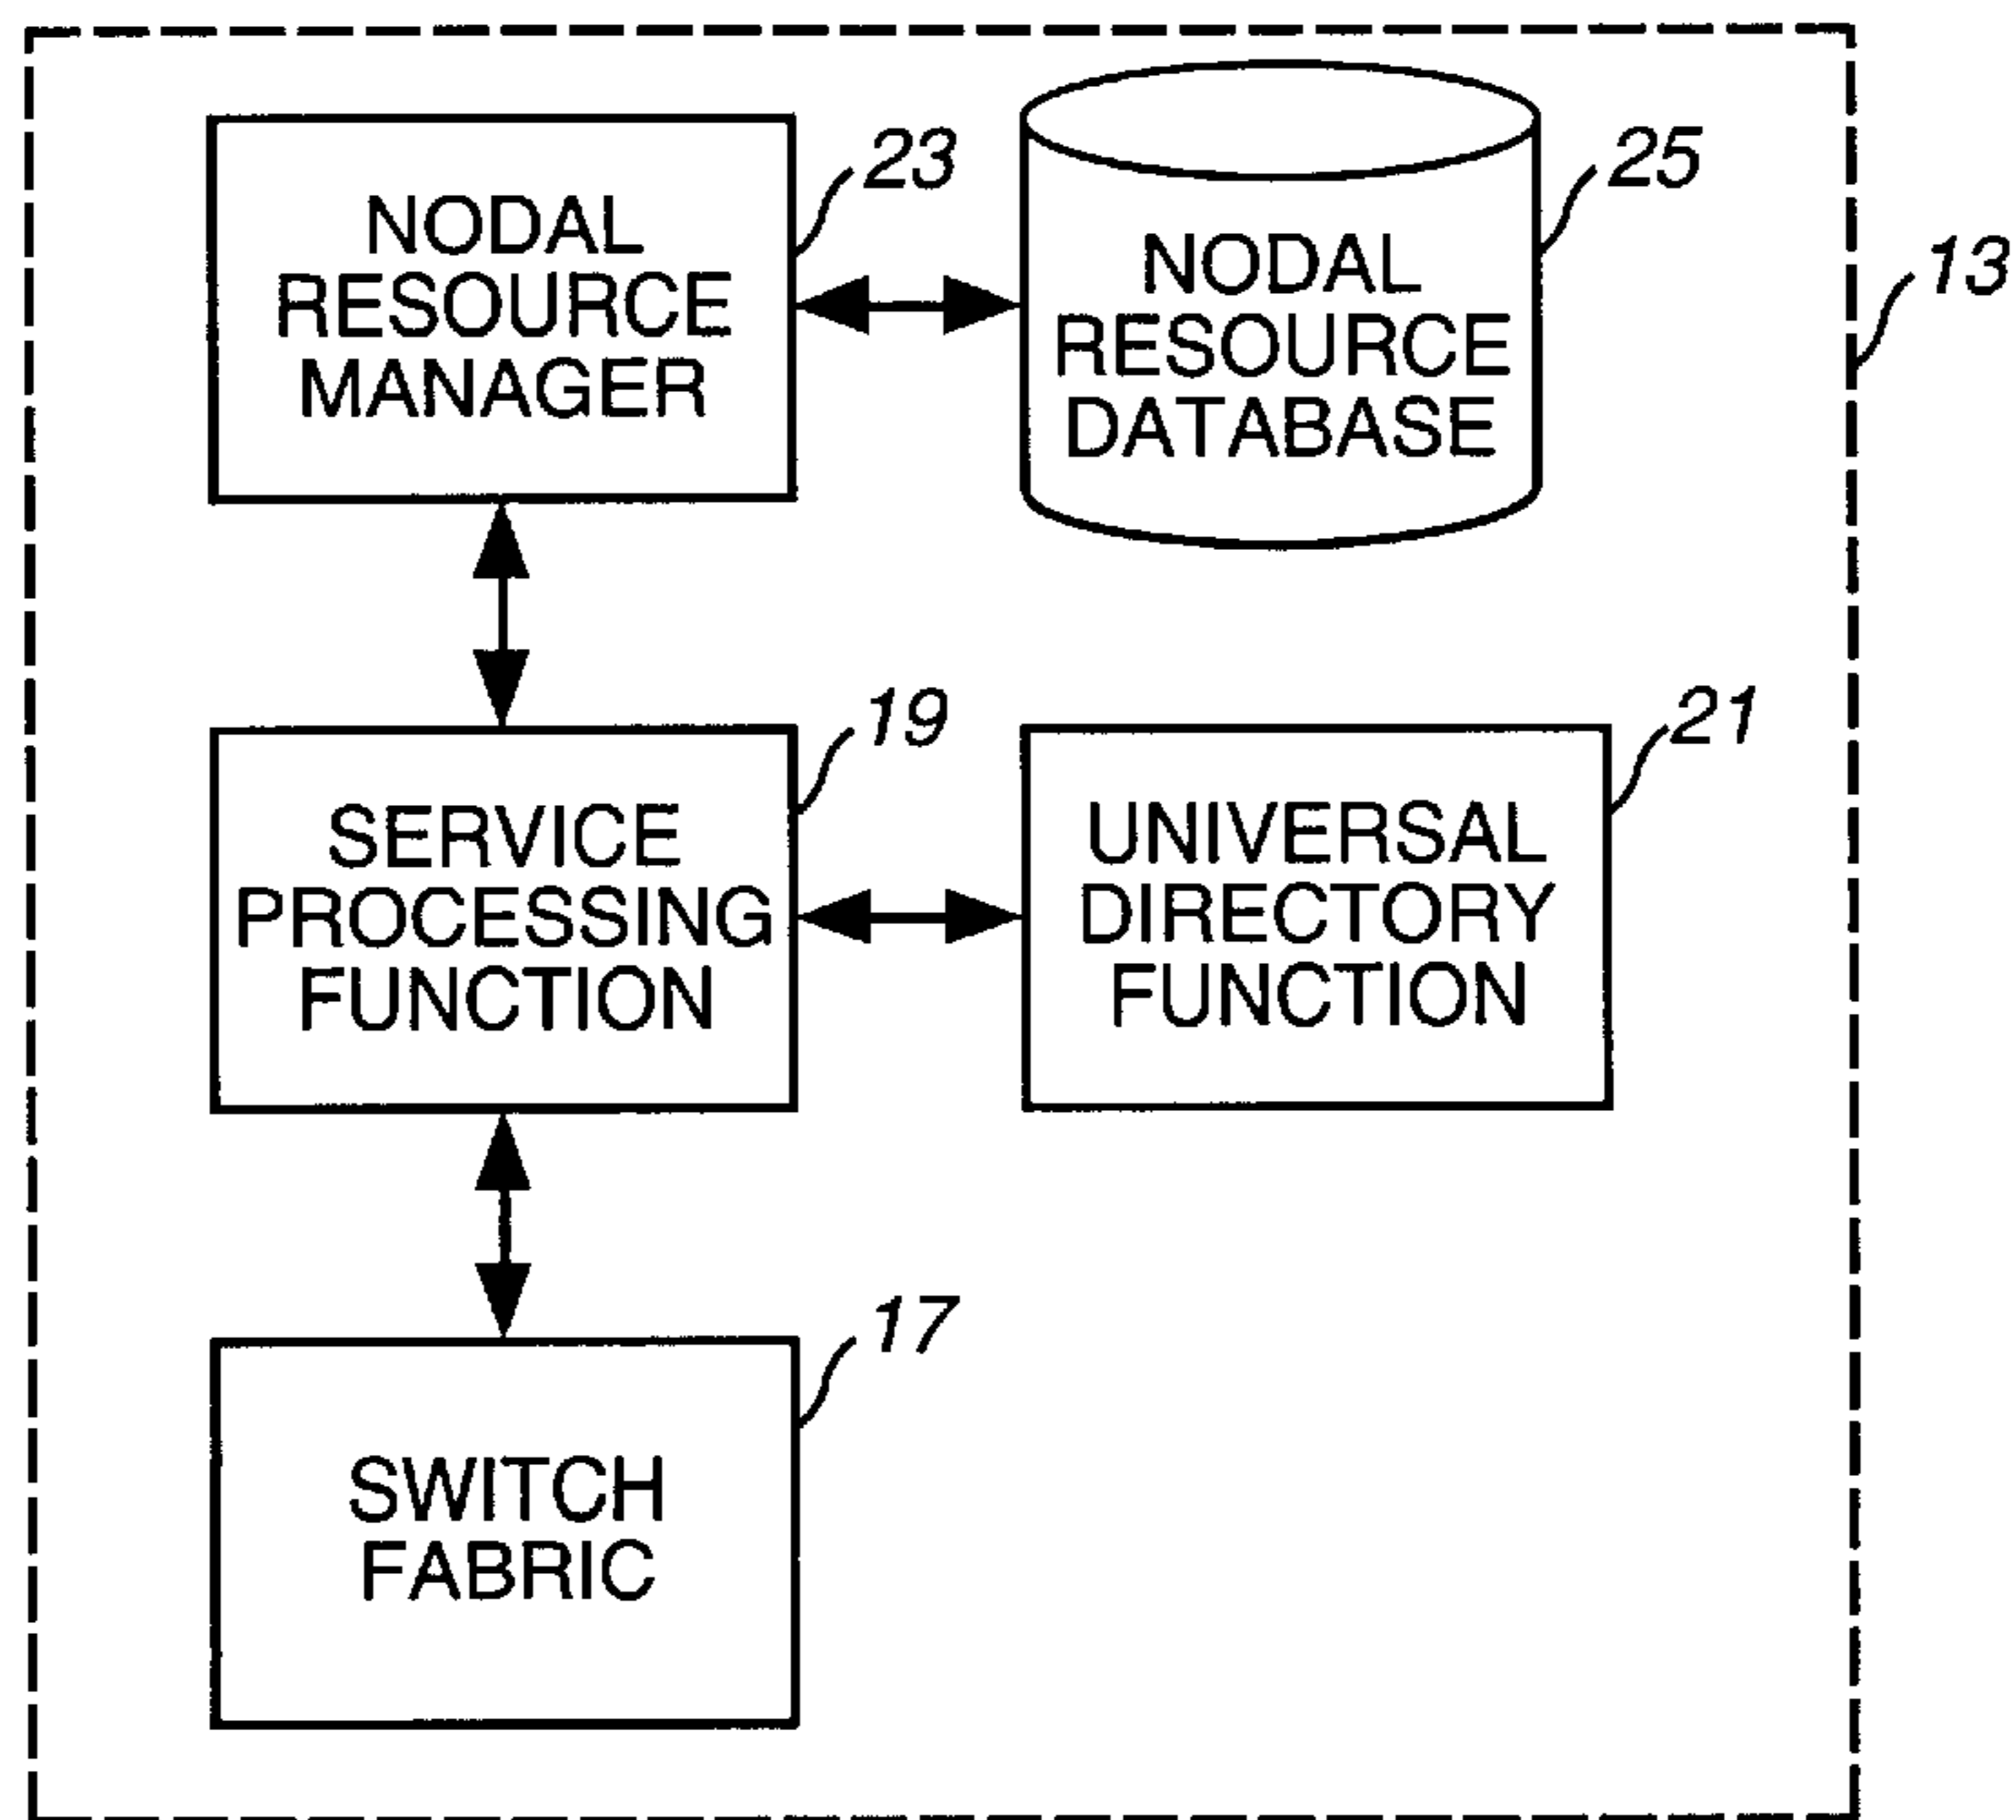 NODAL
RESOURCE
MANAGER
23
NODAL
RESOURCE
DATABASE
25
13
SERVICE
PROCESSING
FUNCTION
19
UNIVERSAL
DIRECTORY
FUNCTION
21
SWITCH
FABRIC
17